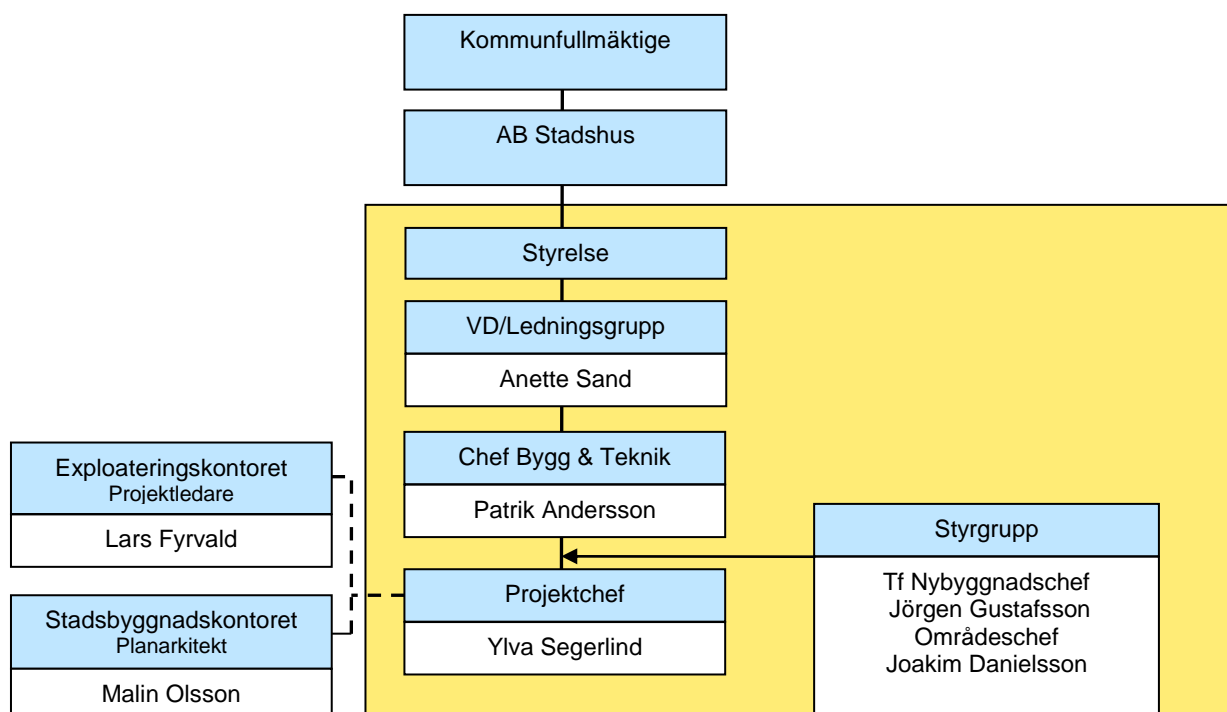 Kommunfullmäktige
AB Stadshus
Styrelse
VD/Ledningsgrupp
Anette Sand
Chef Bygg & Teknik
Patrik Andersson
Exploateringskontoret
Projektledare
Lars Fyrvald
Styrgrupp
Tf Nybyggnadschef
Jörgen Gustafsson
Områdeschef
Joakim Danielsson
Projektchef
Ylva Segerlind
Stadsbyggnadskontoret
Planarkitekt
Malin Olsson